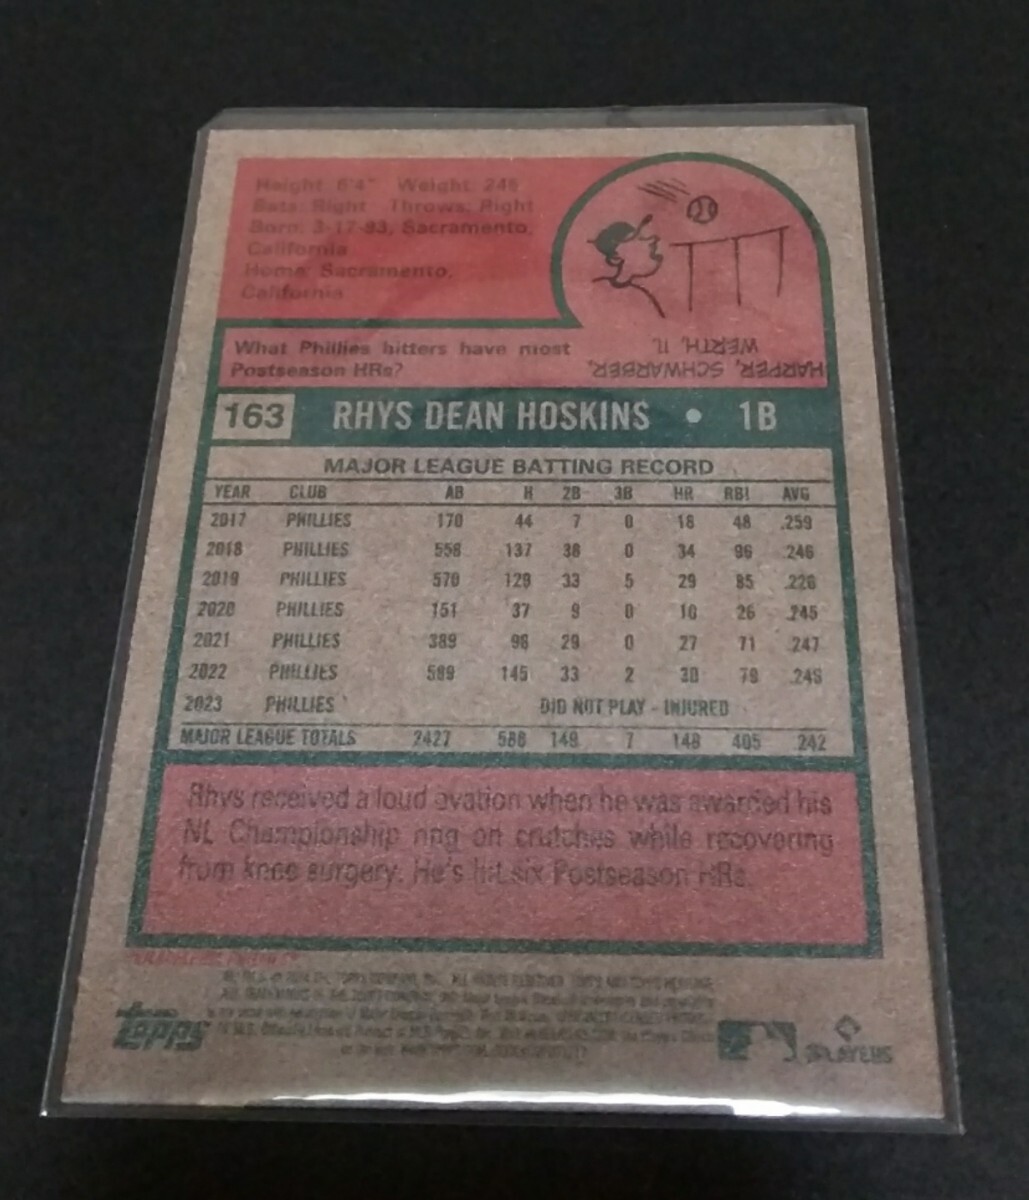 Height: 6'4" Weight: 245
Bats: Right Throws: Right
Born: 3-17-93, Sacramento,
California
Home: Sacramento,
California
What Phillies hitters have most
Postseason HRs?
HARPER, SCHWARBER,
WERTH, 11
163 RHYS DEAN HOSKINS • 1B
MAJOR LEAGUE BATTING RECORD
YEAR CLUB AB H 2B 3B HR RBI AVG
2017 PHILLIES 170 44 7 0 18 48 .259
2018 PHILLIES 558 137 38 0 34 96 .246
2019 PHILLIES 570 129 33 5 29 85 .226
2020 PHILLIES 151 37 9 0 10 26 .245
2021 PHILLIES 389 96 29 0 27 71 .247
2022 PHILLIES 589 145 33 2 30 79 .246
2023 PHILLIES DID NOT PLAY - INJURED
MAJOR LEAGUE TOTALS 2427 588 149 7 148 405 .242
Rhys received a loud ovation when he was awarded his
NL Championship ring on crutches while recovering
from knee surgery. He's hit six Postseason HRs.
topps
PLAYERS